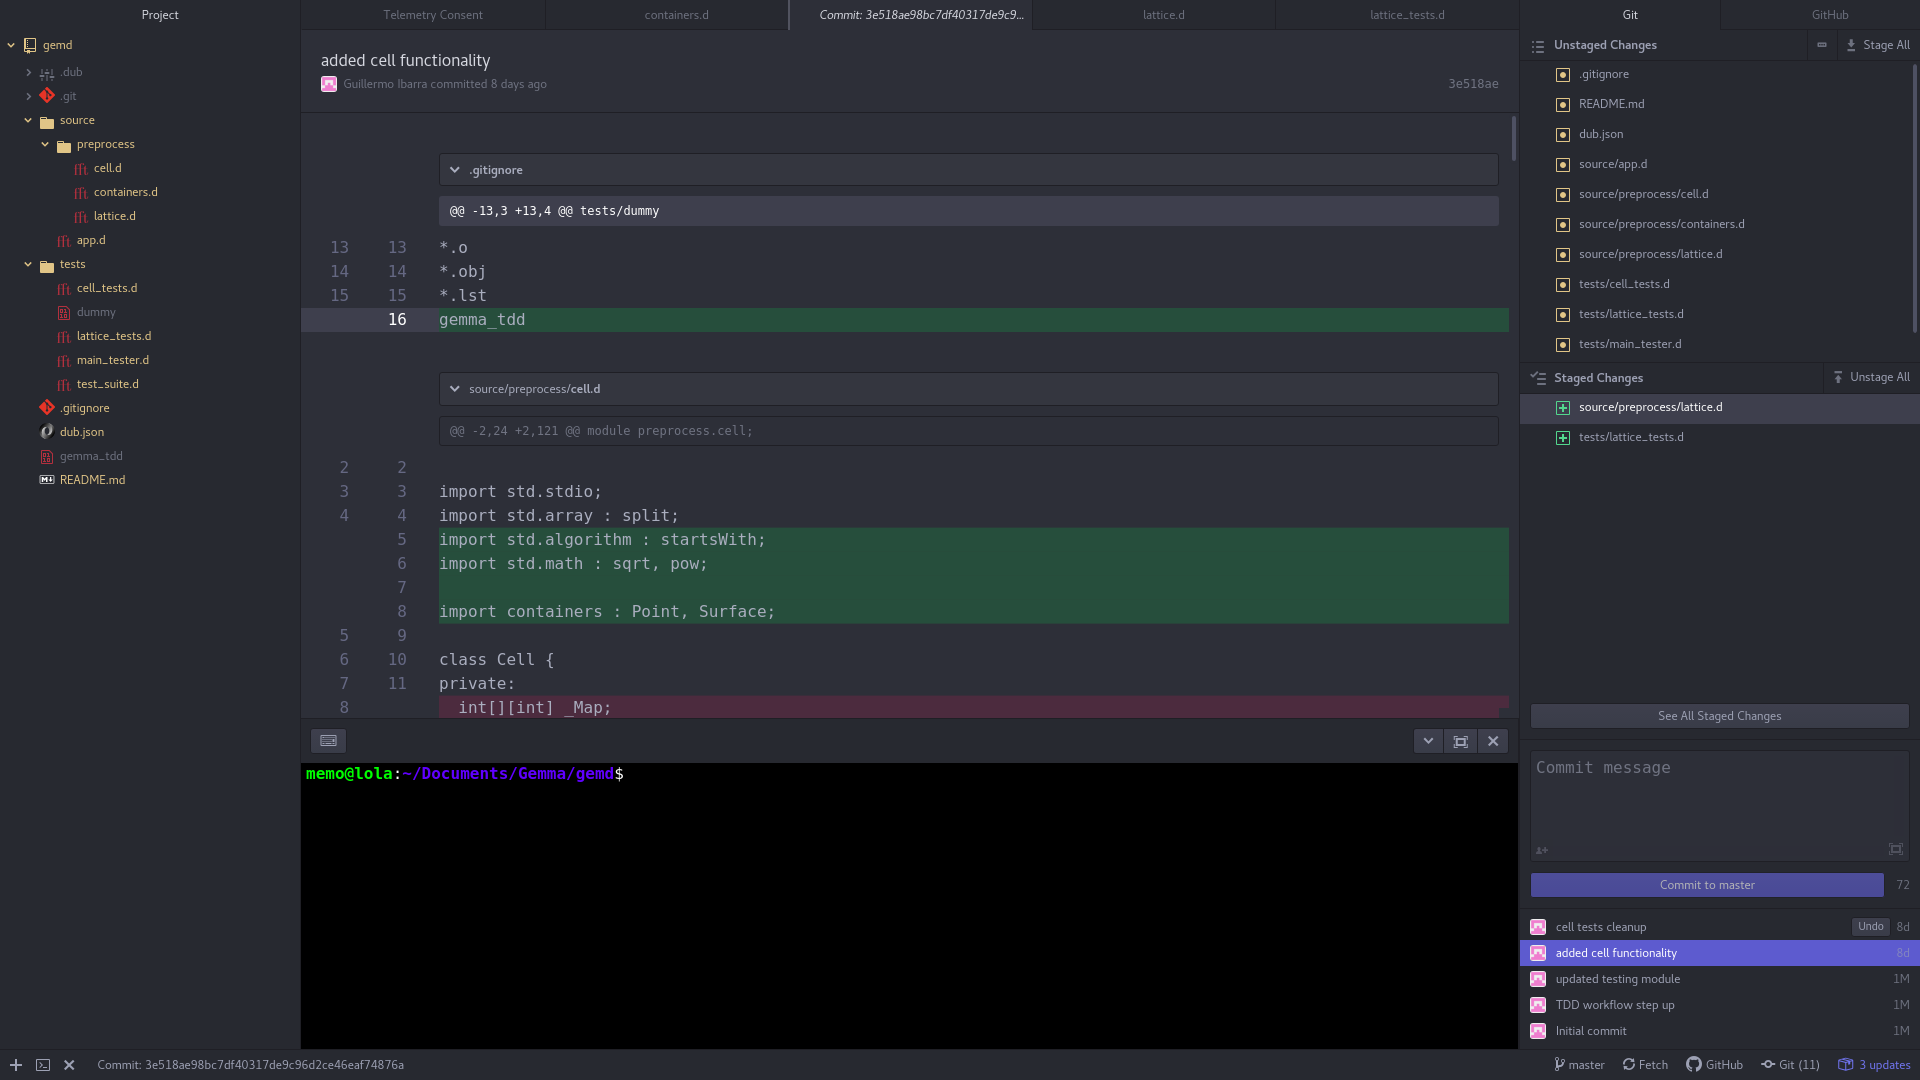 Project
gemd
.dub
.git
source
preprocess
cell.d
containers.d
lattice.d
app.d
tests
cell_tests.d
dummy
lattice_tests.d
main_tester.d
test_suite.d
.gitignore
dub.json
gemma_tdd
README.md
Telemetry Consent
containers.d
Commit: 3e518ae98bc7df40317de9c9...
lattice.d
lattice_tests.d
added cell functionality
Guillermo Ibarra committed 8 days ago
3e518ae
.gitignore
@@ -13,3 +13,4 @@ tests/dummy
13 13 *.o
14 14 *.obj
15 15 *.lst
16 gemma_tdd
source/preprocess/cell.d
@@ -2,24 +2,121 @@ module preprocess.cell;
2 2
3 3 import std.stdio;
4 4 import std.array : split;
5 import std.algorithm : startsWith;
6 import std.math : sqrt, pow;
7
8 import containers : Point, Surface;
5 9
6 10 class Cell {
7 11 private:
8 int[][int] _Map;
memo@lola:~/Documents/Gemma/gemd$
Git
GitHub
Unstaged Changes
Stage All
.gitignore
README.md
dub.json
source/app.d
source/preprocess/cell.d
source/preprocess/containers.d
source/preprocess/lattice.d
tests/cell_tests.d
tests/lattice_tests.d
tests/main_tester.d
Staged Changes
Unstage All
source/preprocess/lattice.d
tests/lattice_tests.d
See All Staged Changes
Commit message
Commit to master
72
cell tests cleanup Undo 8d
added cell functionality 8d
updated testing module 1M
TDD workflow step up 1M
Initial commit 1M
Commit: 3e518ae98bc7df40317de9c96d2ce46eaf74876a
master
Fetch
GitHub
Git (11)
3 updates